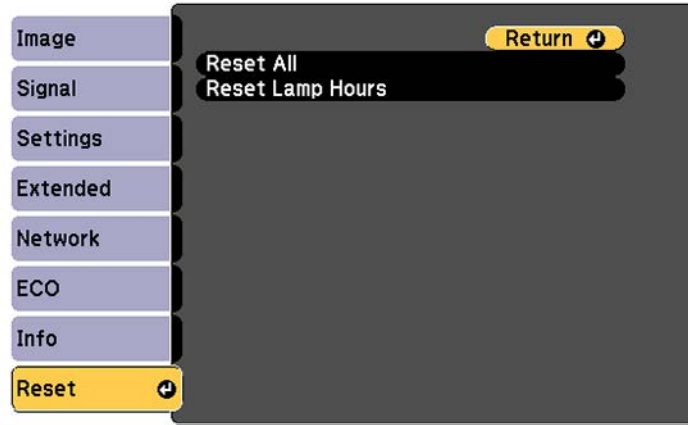 Image
Signal
Settings
Extended
Network
ECO
Info
Reset
Return
Reset All
Reset Lamp Hours